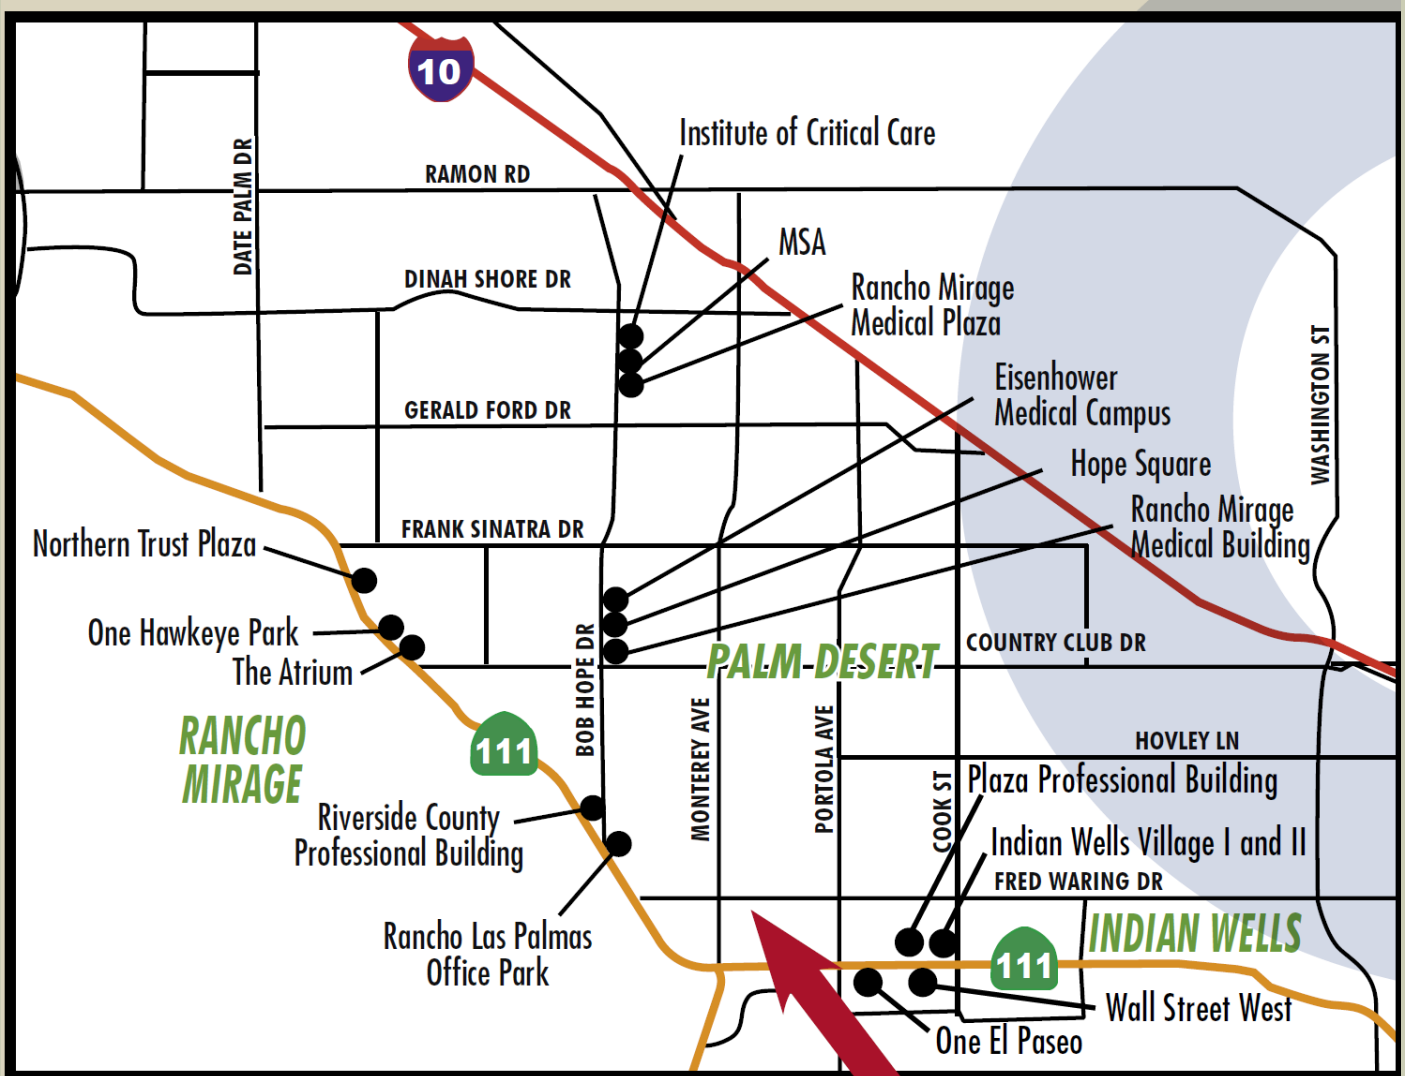 10
Institute of Critical Care
RAMON RD
DATE PALM DR
MSA
DINAH SHORE DR
Rancho Mirage
Medical Plaza
WASHINGTON ST
Eisenhower
Medical Campus
GERALD FORD DR
Hope Square
Rancho Mirage
Medical Building
FRANK SINATRA DR
Northern Trust Plaza
One Hawkeye Park
The Atrium
BOB HOPE DR
PALM DESERT
COUNTRY CLUB DR
RANCHO
MIRAGE
111
MONTEREY AVE
PORTOLA AVE
HOVLEY LN
COOK ST
Plaza Professional Building
Riverside County
Professional Building
Indian Wells Village I and II
FRED WARING DR
Rancho Las Palmas
Office Park
INDIAN WELLS
111
Wall Street West
One El Paseo